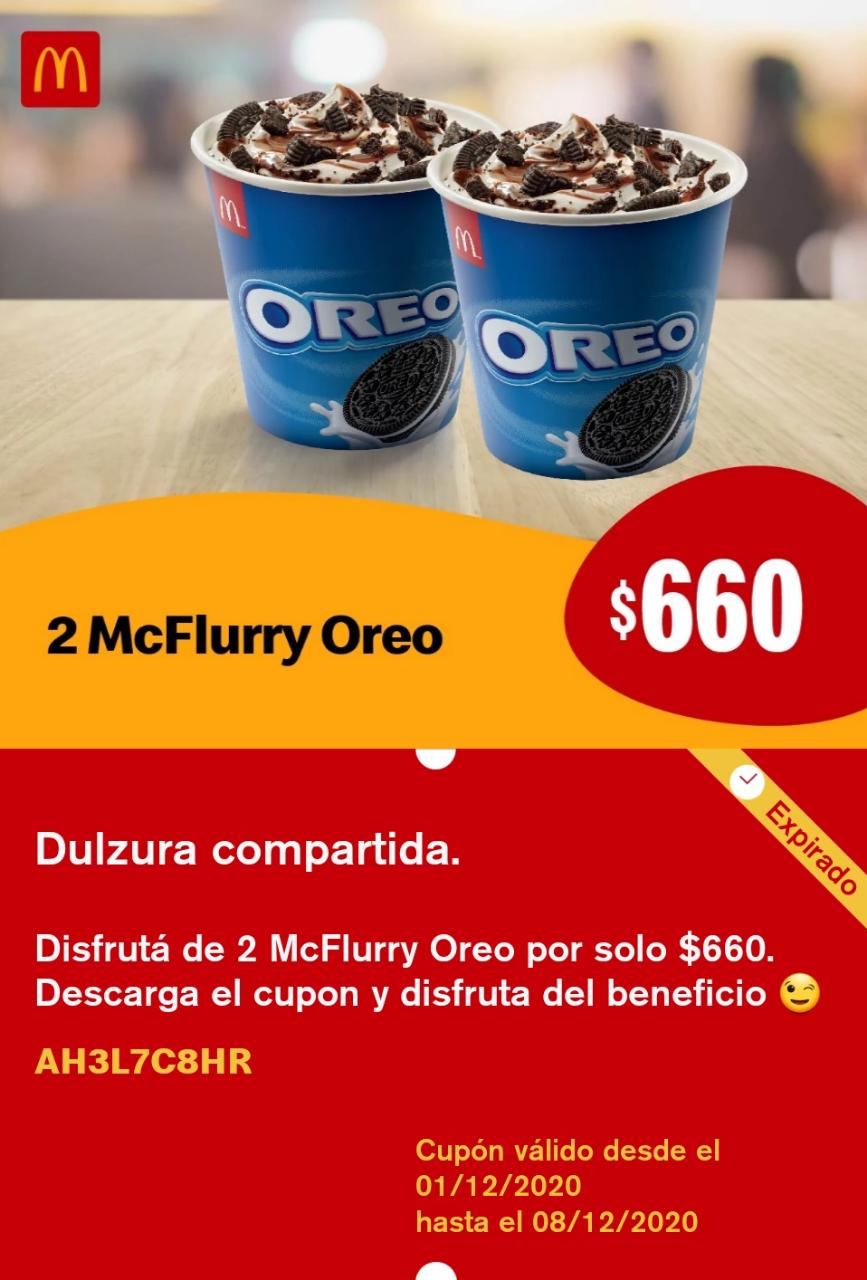 OREO
OREO
2 McFlurry Oreo
$660
Expirado
Dulzura compartida.
Disfrutá de 2 McFlurry Oreo por solo $660.
Descarga el cupon y disfruta del beneficio 😉
AH3L7C8HR
Cupón válido desde el
01/12/2020
hasta el 08/12/2020